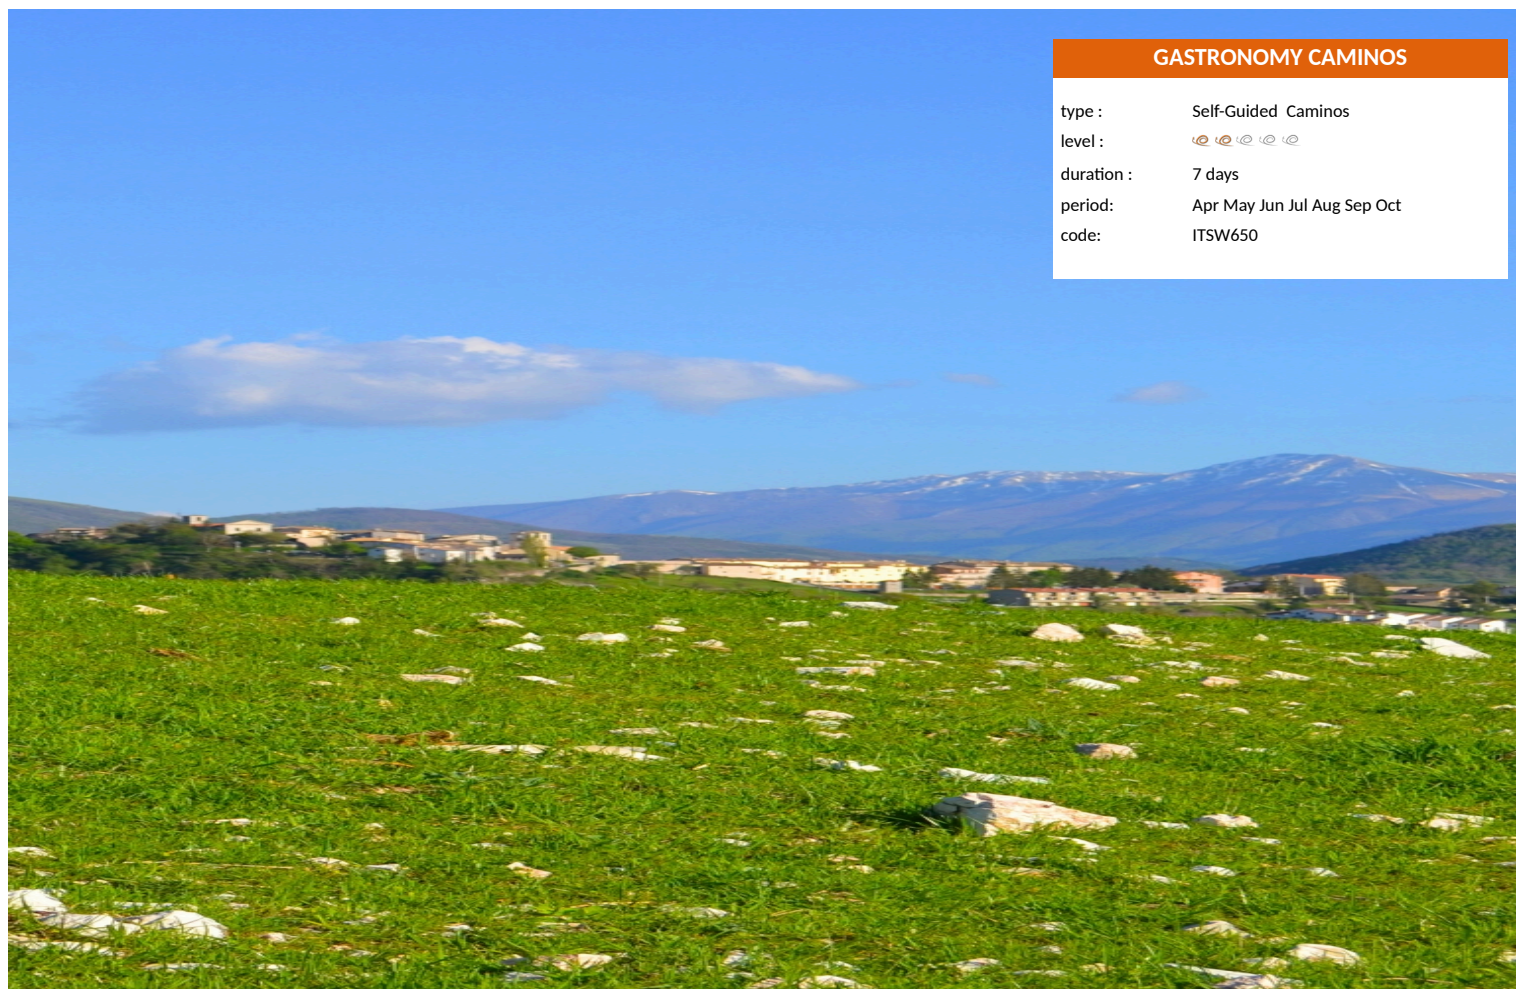 GASTRONOMY CAMINOS
type : Self-Guided  Caminos
level :
duration : 7 days
period: Apr May Jun Jul Aug Sep Oct
code: ITSW650